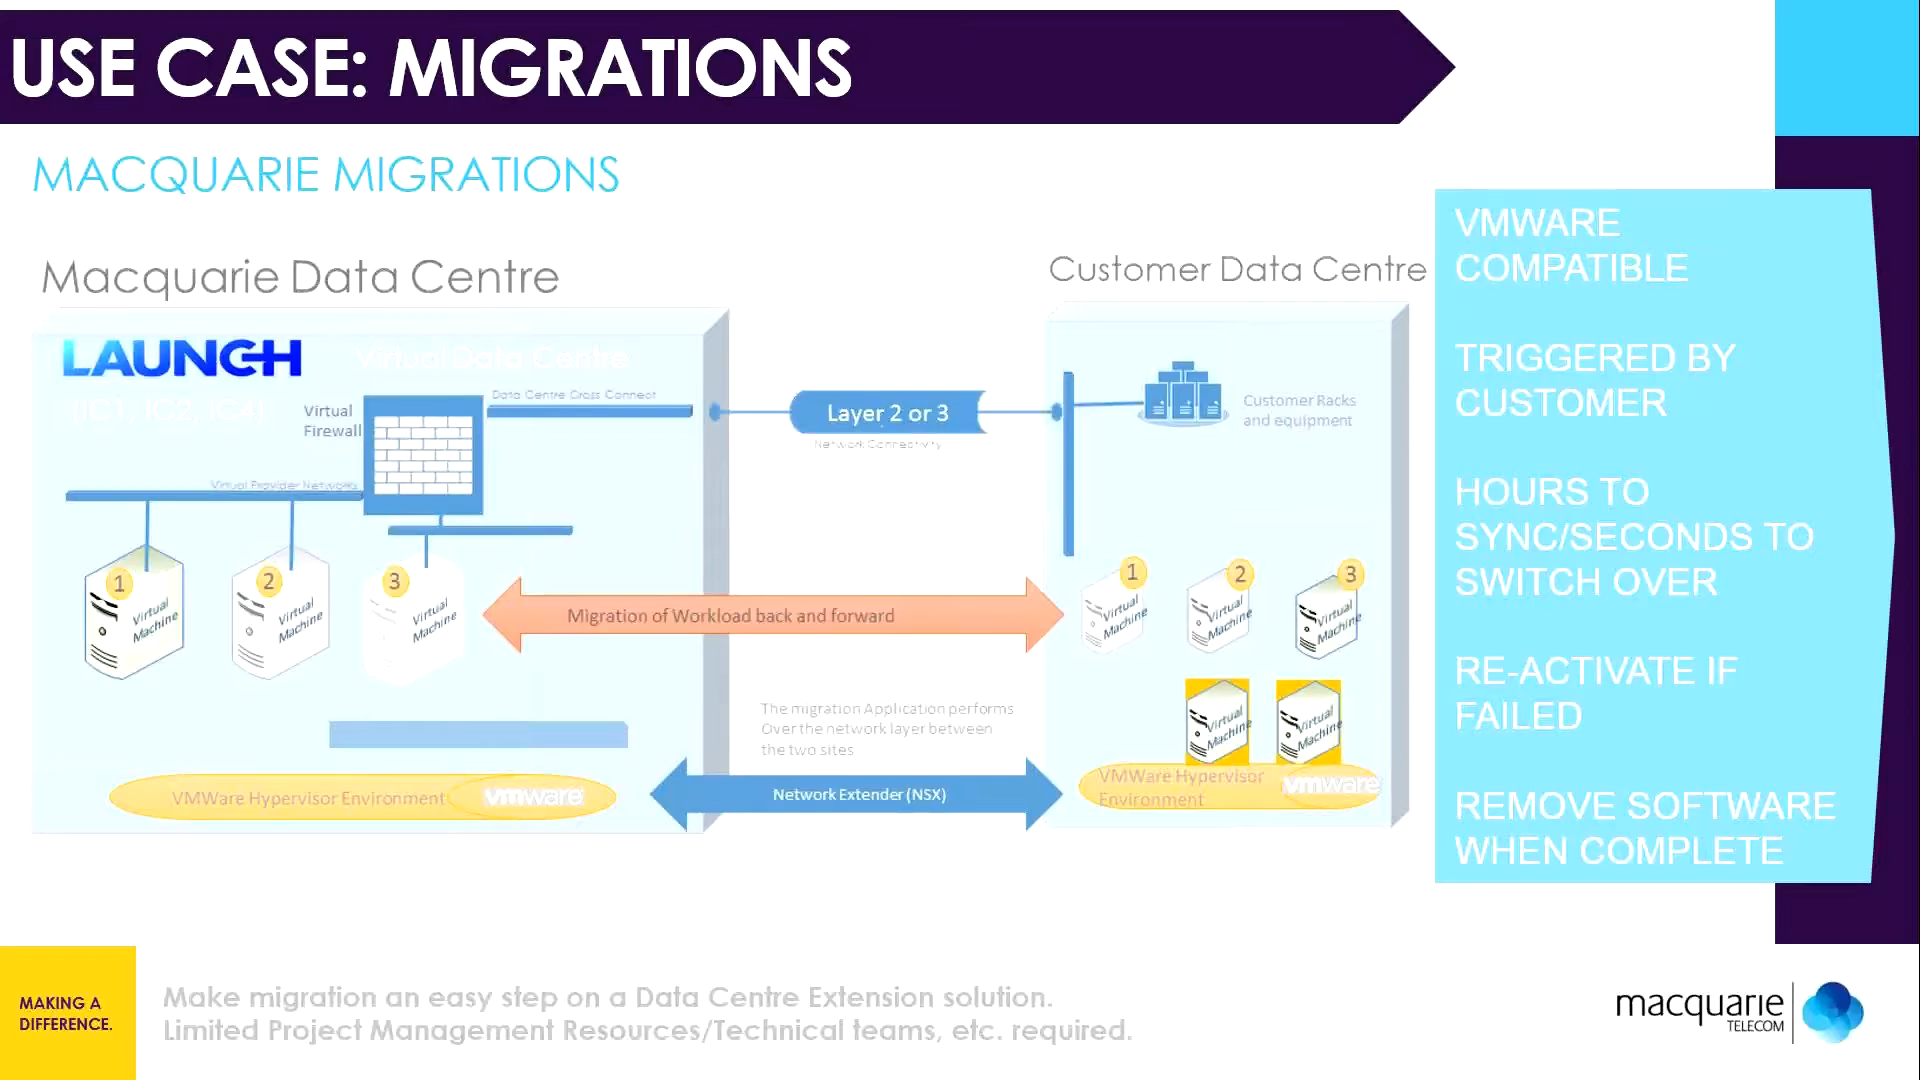 USE CASE: MIGRATIONS
MACQUARIE MIGRATIONS
Macquarie Data Centre
Customer Data Centre
LAUNCH
Virtual Data Centre
(IC1, IC2, IC4)
Virtual
Firewall
Data Centre Cross Connect
Virtual Provider Networks
Layer 2 or 3
Network Connectivity
Customer Racks
and equipment
1
Virtual
Machine
2
Virtual
Machine
3
Virtual
Machine
Migration of Workload back and forward
1
Virtual
Machine
2
Virtual
Machine
3
Virtual
Machine
Virtual
Machine
Virtual
Machine
The migration Application performs
Over the network layer between
the two sites
VMWare Hypervisor Environment
vmware
Network Extender (NSX)
VMWare Hypervisor
Environment
vmware
VMWARE
COMPATIBLE
TRIGGERED BY
CUSTOMER
HOURS TO
SYNC/SECONDS TO
SWITCH OVER
RE-ACTIVATE IF
FAILED
REMOVE SOFTWARE
WHEN COMPLETE
MAKING A
DIFFERENCE.
Make migration an easy step on a Data Centre Extension solution.
Limited Project Management Resources/Technical teams, etc. required.
macquarie
TELECOM